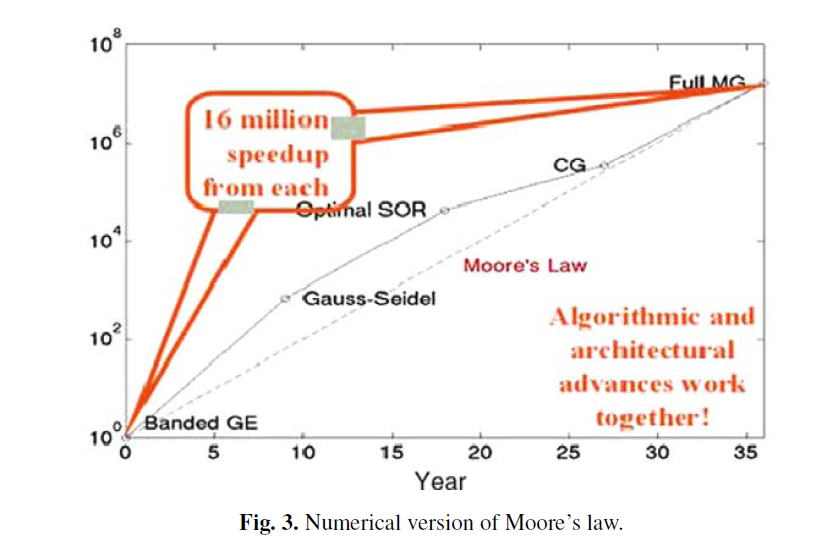 10^8
10^6
10^4
10^2
10^0
0
5
10
15
20
25
30
35
Year
Full MG
CG
Optimal SOR
Gauss-Seidel
Banded GE
Moore's Law
16 million
speedup
from each
Algorithmic and
architectural
advances work
together!
Fig. 3. Numerical version of Moore's law.